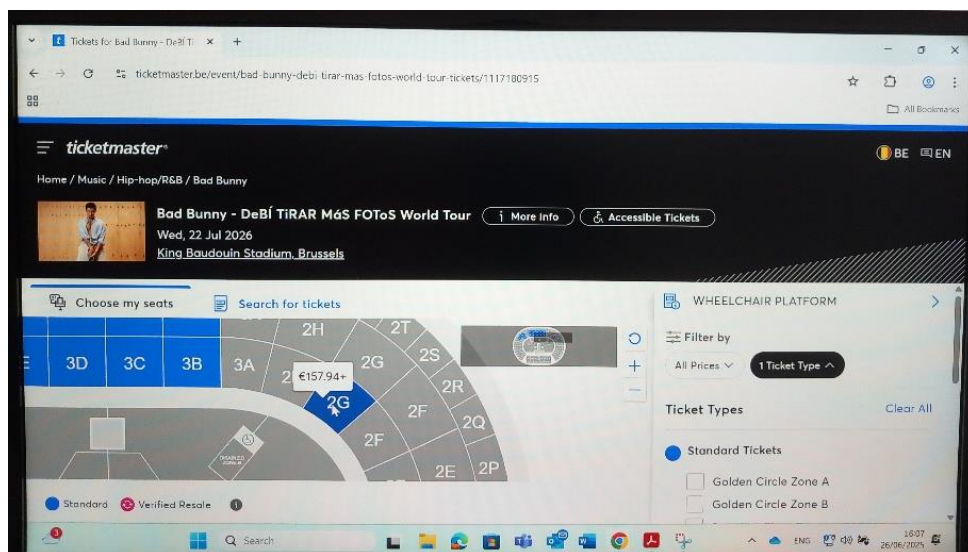 Tickets for Bad Bunny - DeBÍ Ti
ticketmaster.be/event/bad-bunny-debi-tirar-mas-fotos-world-tour-tickets/1117180915
All Bookmarks
ticketmaster
BE EN
Home / Music / Hip-hop/R&B / Bad Bunny
Bad Bunny - DeBÍ TiRAR MáS FOToS World Tour
i More Info
Accessible Tickets
Wed, 22 Jul 2026
King Baudouin Stadium, Brussels
Choose my seats
Search for tickets
WHEELCHAIR PLATFORM
Filter by
All Prices
1 Ticket Type
Ticket Types
Clear All
Standard Tickets
Golden Circle Zone A
Golden Circle Zone B
2H 2T
3D 3C 3B 3A
2G 2S
€157.94+
2R
2G
2F
2Q
2F
2E 2P
DISABLED
Standard
Verified Resale
3
Search
ENG
16:07
26/06/2025